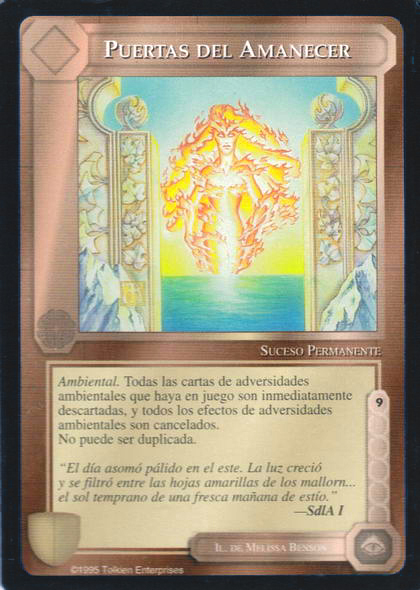 PUERTAS DEL AMANECER
SUCESO PERMANENTE
Ambiental. Todas las cartas de adversidades
ambientales que haya en juego son inmediatamente
descartadas, y todos los efectos de adversidades
ambientales son cancelados.
No puede ser duplicada.
9
"El día asomó pálido en el este. La luz creció
y se filtró entre las hojas amarillas de los mallorn...
el sol temprano de una fresca mañana de estío."
—SdlA I
IL. DE MELISSA BENSON
©1995 Tolkien Enterprises